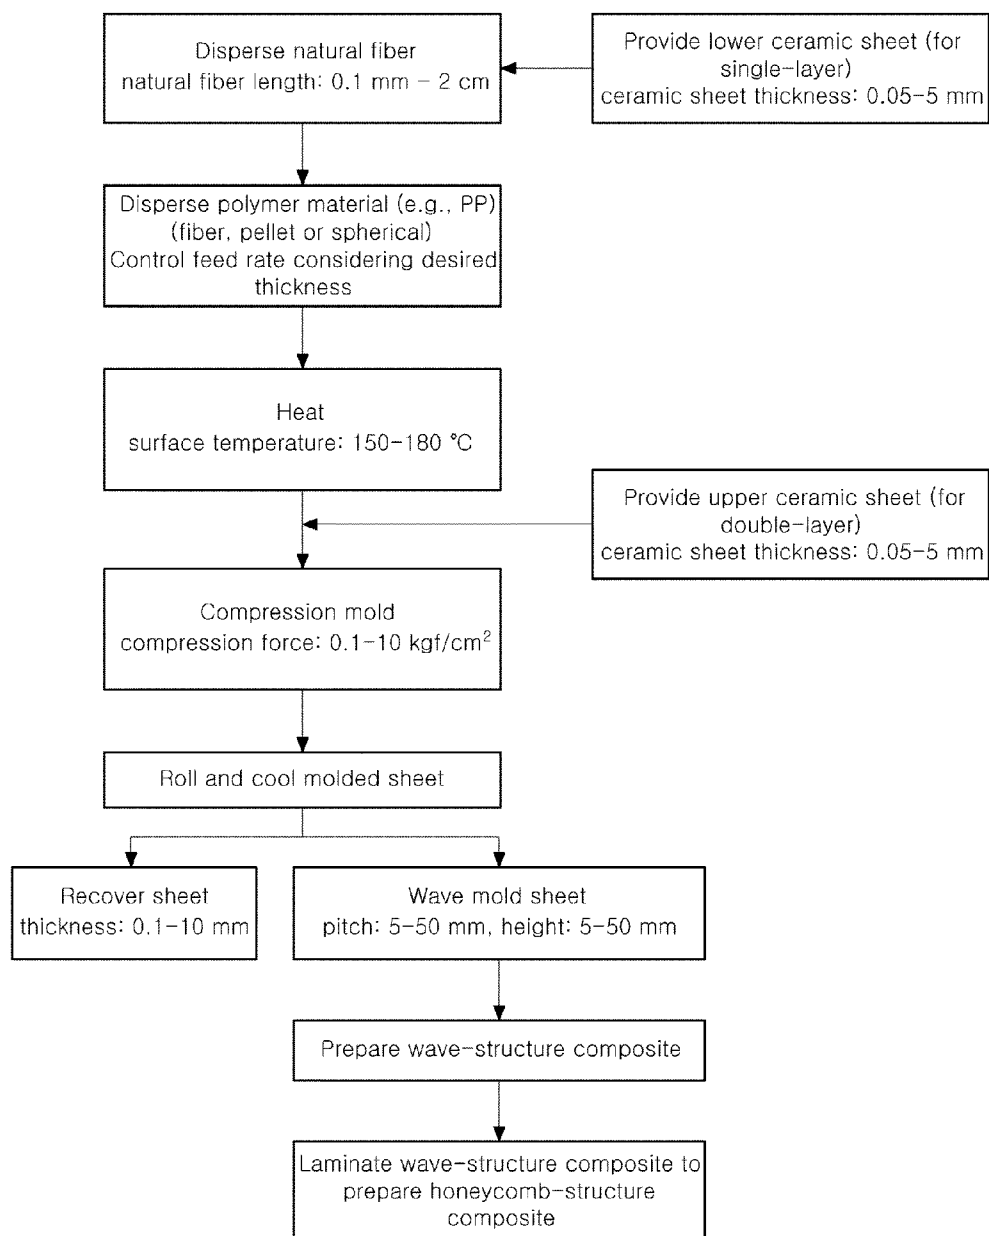 Disperse natural fiber
natural fiber length: 0.1 mm – 2 cm
Provide lower ceramic sheet (for
single-layer)
ceramic sheet thickness: 0.05-5 mm
Disperse polymer material (e.g., PP)
(fiber, pellet or spherical)
Control feed rate considering desired
thickness
Heat
surface temperature: 150-180 ℃
Provide upper ceramic sheet (for
double-layer)
ceramic sheet thickness: 0.05-5 mm
Compression mold
compression force: 0.1-10 kgf/cm²
Roll and cool molded sheet
Recover sheet
thickness: 0.1-10 mm
Wave mold sheet
pitch: 5-50 mm, height: 5-50 mm
Prepare wave-structure composite
Laminate wave-structure composite to
prepare honeycomb-structure
composite